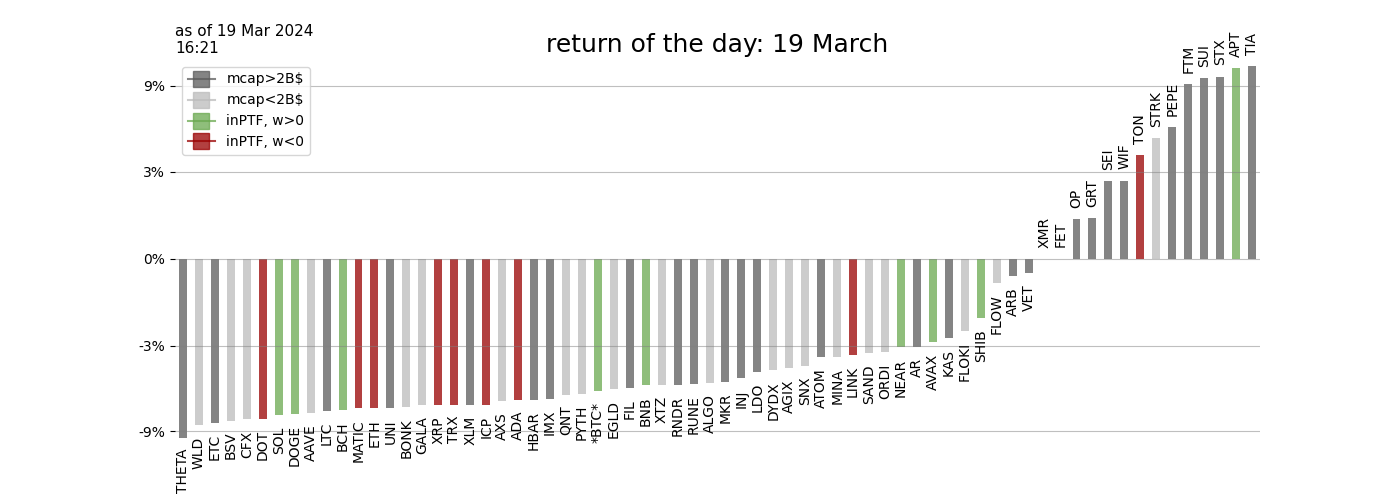 as of 19 Mar 2024
16:21
return of the day: 19 March
mcap>2B$
mcap<2B$
inPTF, w>0
inPTF, w<0
9%
3%
0%
-3%
-9%
THETA
WLD
ETC
BSV
CFX
DOT
SOL
DOGE
AAVE
LTC
BCH
MATIC
ETH
UNI
BONK
GALA
XRP
TRX
XLM
ICP
AXS
ADA
HBAR
IMX
QNT
PYTH
*BTC*
EGLD
FIL
BNB
XTZ
RNDR
RUNE
ALGO
MKR
INJ
LDO
DYDX
AGIX
SNX
ATOM
MINA
LINK
SAND
ORDI
NEAR
AR
AVAX
KAS
FLOKI
SHIB
FLOW
ARB
VET
XMR
FET
OP
GRT
SEI
WIF
TON
STRK
PEPE
FTM
SUI
STX
APT
TIA